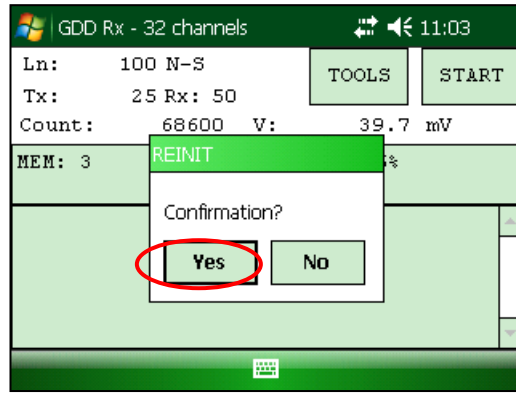 GDD Rx - 32 channels 11:03
Ln: 100 N-S
TOOLS START
Tx: 25 Rx: 50
Count: 68600 V: 39.7 mV
MEM: 3 %
REINIT
Confirmation?
Yes No